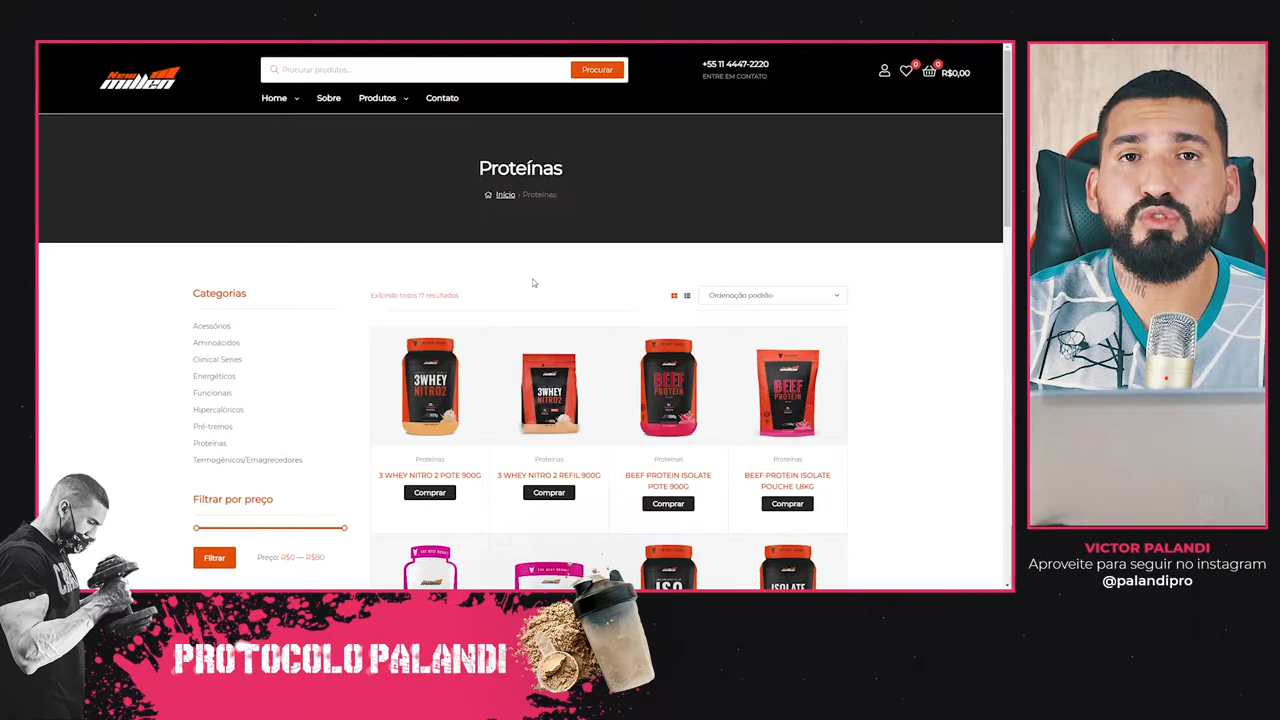 New
millen
Procurar produtos...
Procurar
+55 11 4447-2220
ENTRE EM CONTATO
0
0
R$0,00
Home
Sobre
Produtos
Contato
Proteínas
Início › Proteínas
Categorias
Acessórios
Aminoácidos
Clinical Series
Energéticos
Funcionais
Hipercalóricos
Pré-treinos
Proteínas
Termogênicos/Emagrecedores
Filtrar por preço
Filtrar
Preço: R$0 — R$80
Exibindo todos 17 resultados
Ordenação padrão
3WHEY
NITRO2
3WHEY
NITRO2
BEEF
PROTEIN
BEEF
PROTEIN
Proteínas
Proteínas
Proteínas
Proteínas
3 WHEY NITRO 2 POTE 900G
3 WHEY NITRO 2 REFIL 900G
BEEF PROTEIN ISOLATE
POTE 900G
BEEF PROTEIN ISOLATE
POUCHE 1,8KG
Comprar
Comprar
Comprar
Comprar
ISO
ISOLATE
VICTOR PALANDI
Aproveite para seguir no instagram
@palandipro
PROTOCOLO PALANDI